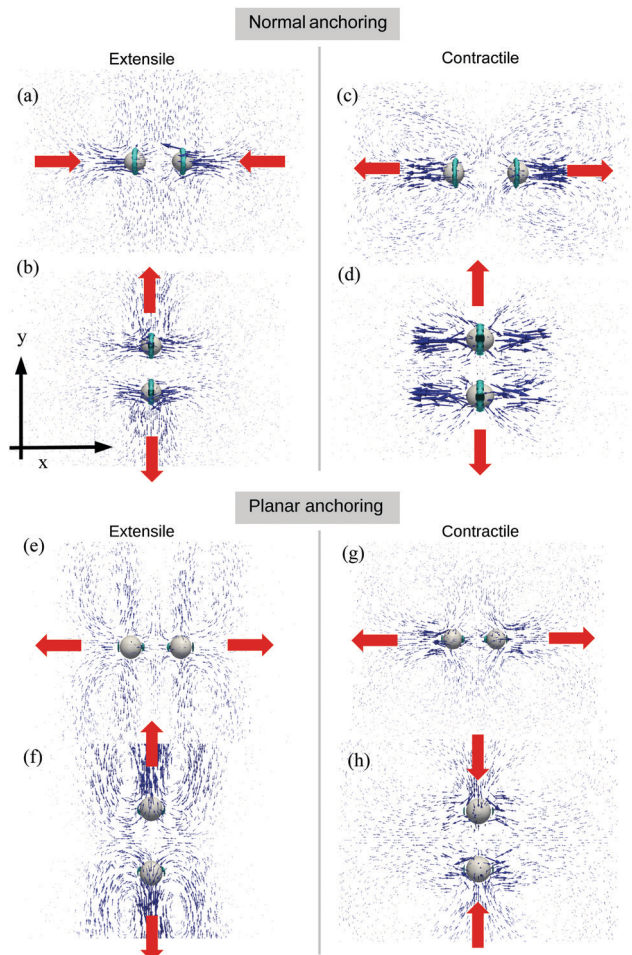 Normal anchoring
Extensile
Contractile
(a)
(c)
(b)
(d)
y
x
Planar anchoring
Extensile
Contractile
(e)
(g)
(f)
(h)